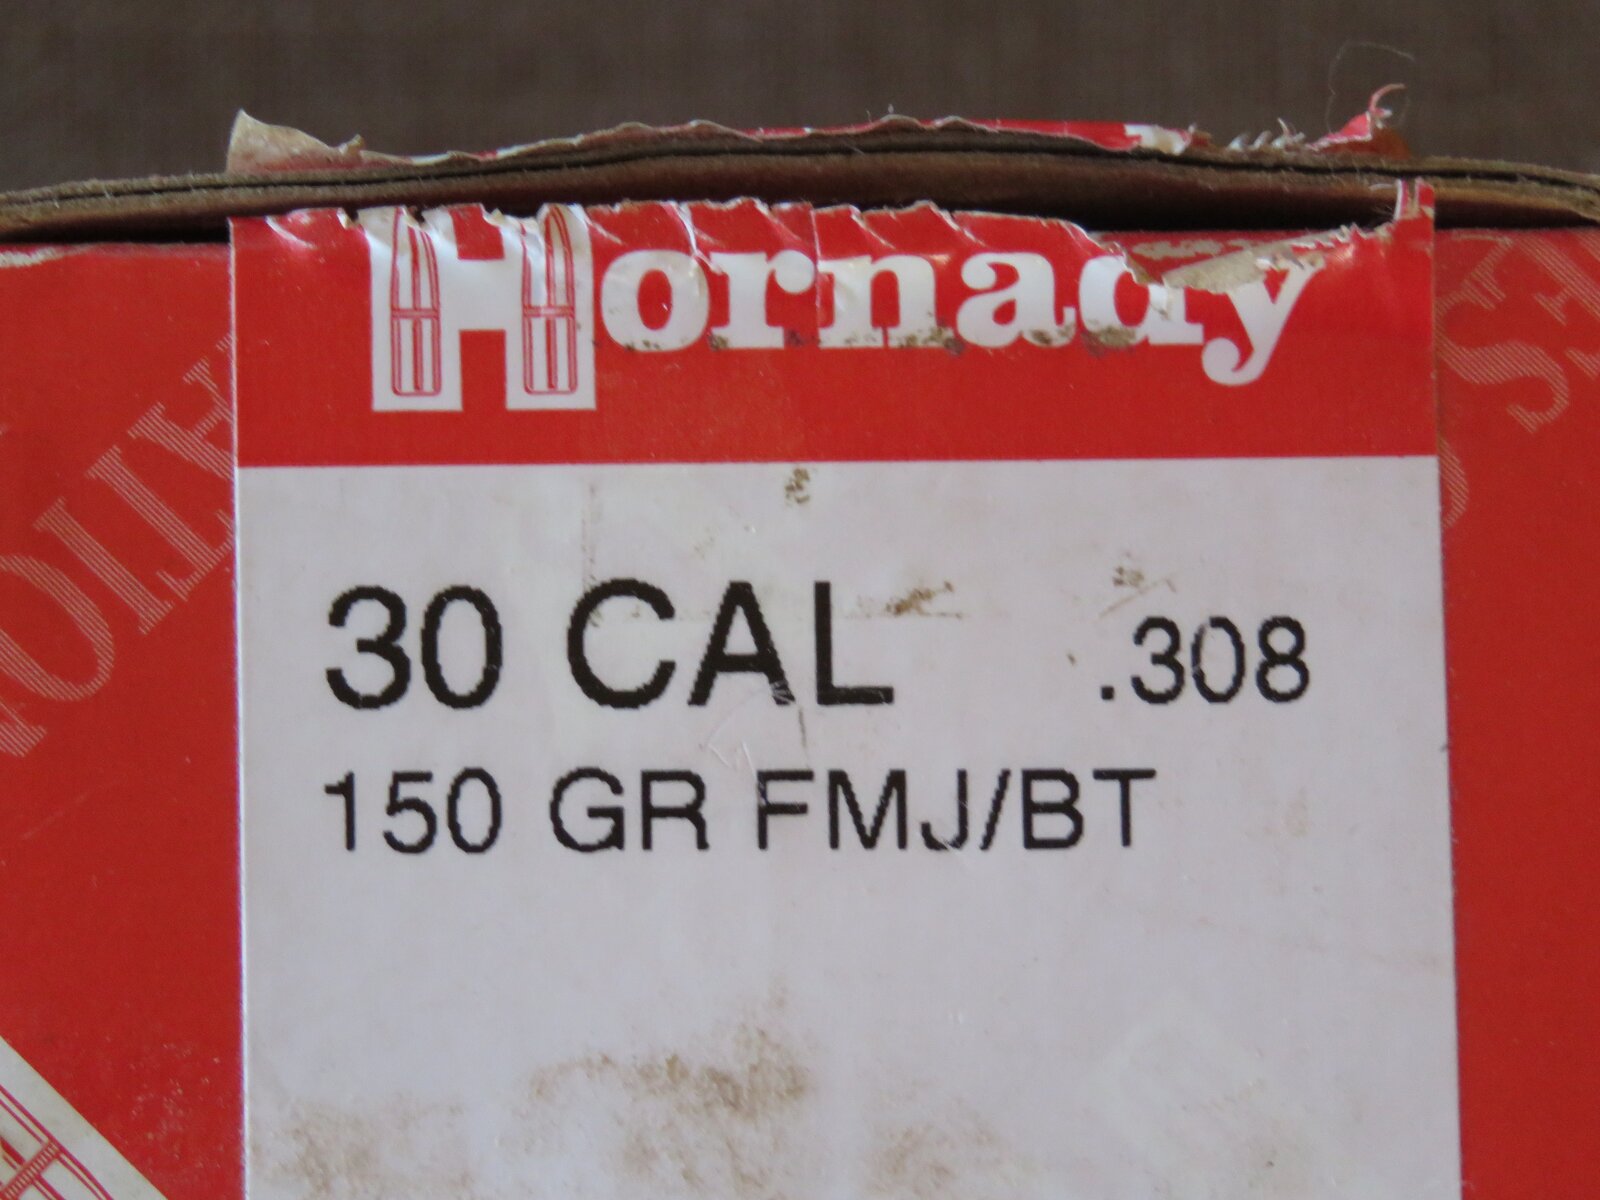 Hornady
30 CAL .308
150 GR FMJ/BT